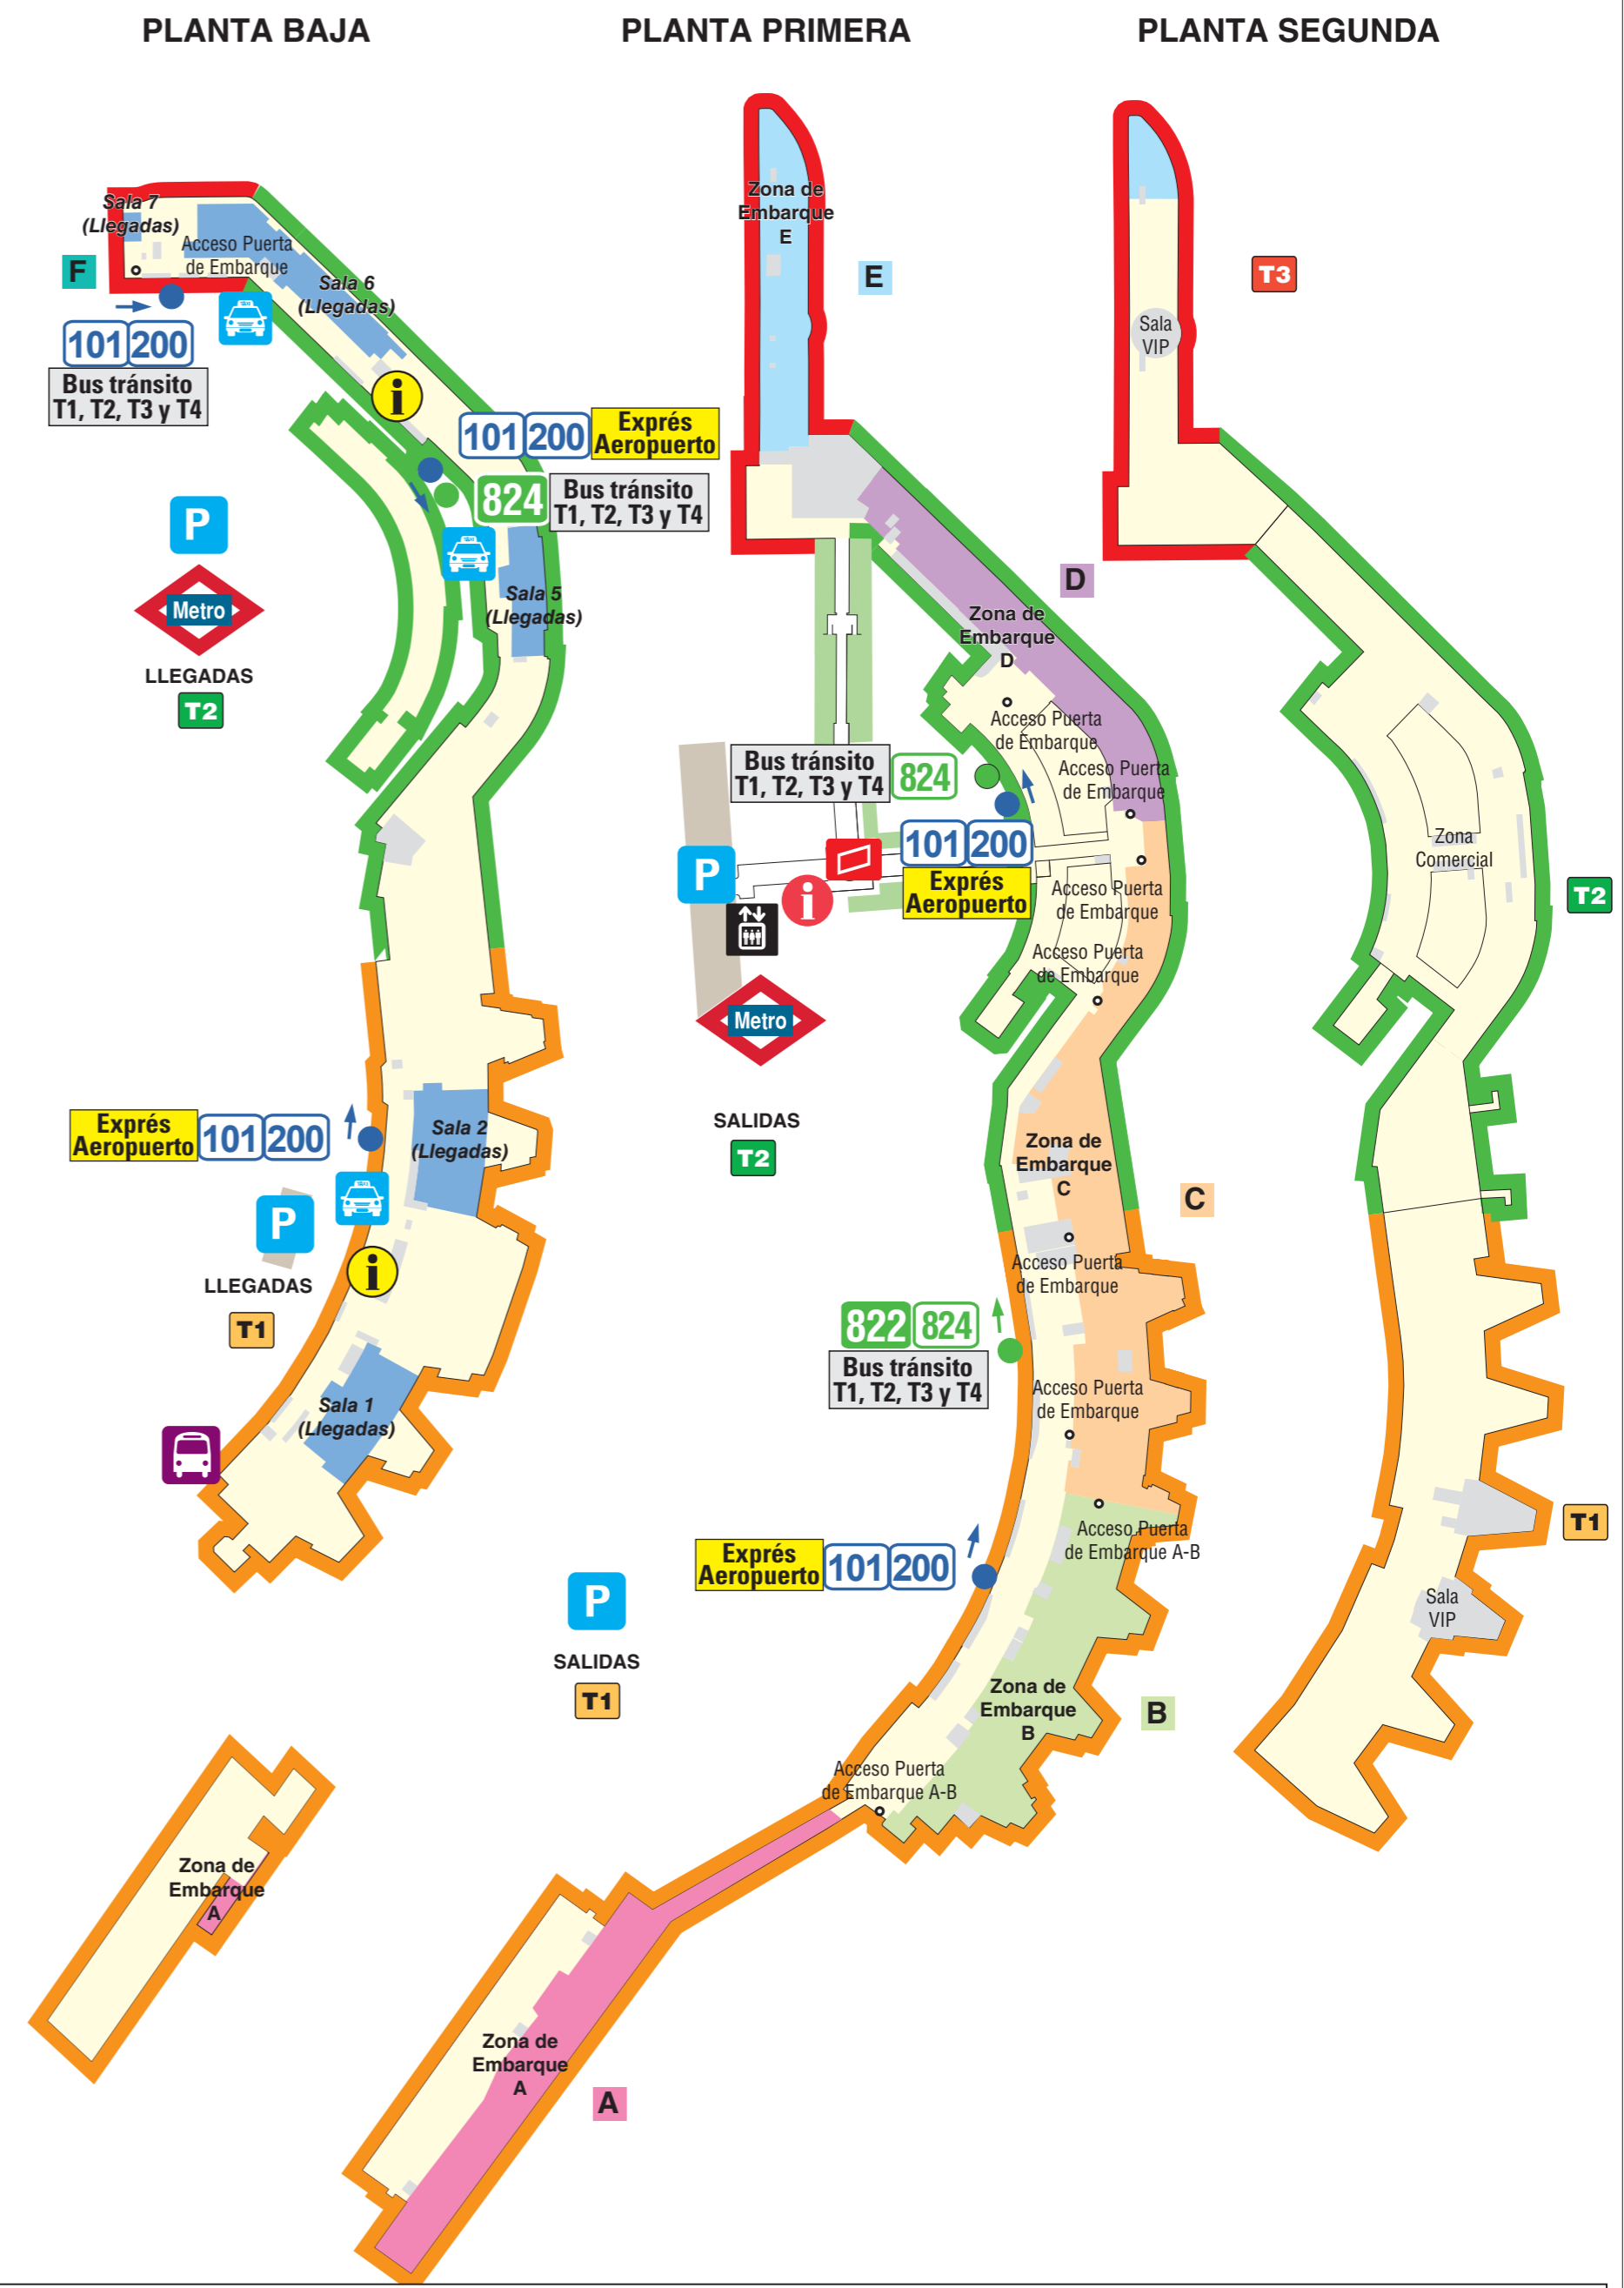 PLANTA BAJA
PLANTA PRIMERA
PLANTA SEGUNDA
Sala 7
(Llegadas)
Acceso Puerta
de Embarque
F
Sala 6
(Llegadas)
101 200
Bus tránsito
T1, T2, T3 y T4
i
101 200
Exprés
Aeropuerto
824
Bus tránsito
T1, T2, T3 y T4
P
Metro
LLEGADAS
T2
Sala 5
(Llegadas)
Exprés
Aeropuerto
101 200
Sala 2
(Llegadas)
P
LLEGADAS
T1
i
Sala 1
(Llegadas)
Zona de
Embarque
A
Zona de
Embarque
E
E
D
Zona de
Embarque
D
Acceso Puerta
de Embarque
Acceso Puerta
de Embarque
Bus tránsito
T1, T2, T3 y T4
824
101 200
Exprés
Aeropuerto
P
i
Acceso Puerta
de Embarque
Acceso Puerta
de Embarque
Metro
SALIDAS
T2
Zona de
Embarque
C
C
Acceso Puerta
de Embarque
822 824
Bus tránsito
T1, T2, T3 y T4
Acceso Puerta
de Embarque
Acceso Puerta
de Embarque A-B
Exprés
Aeropuerto
101 200
P
SALIDAS
T1
Zona de
Embarque
B
B
Acceso Puerta
de Embarque A-B
Zona de
Embarque
A
A
T3
Sala
VIP
Zona
Comercial
T2
T1
Sala
VIP